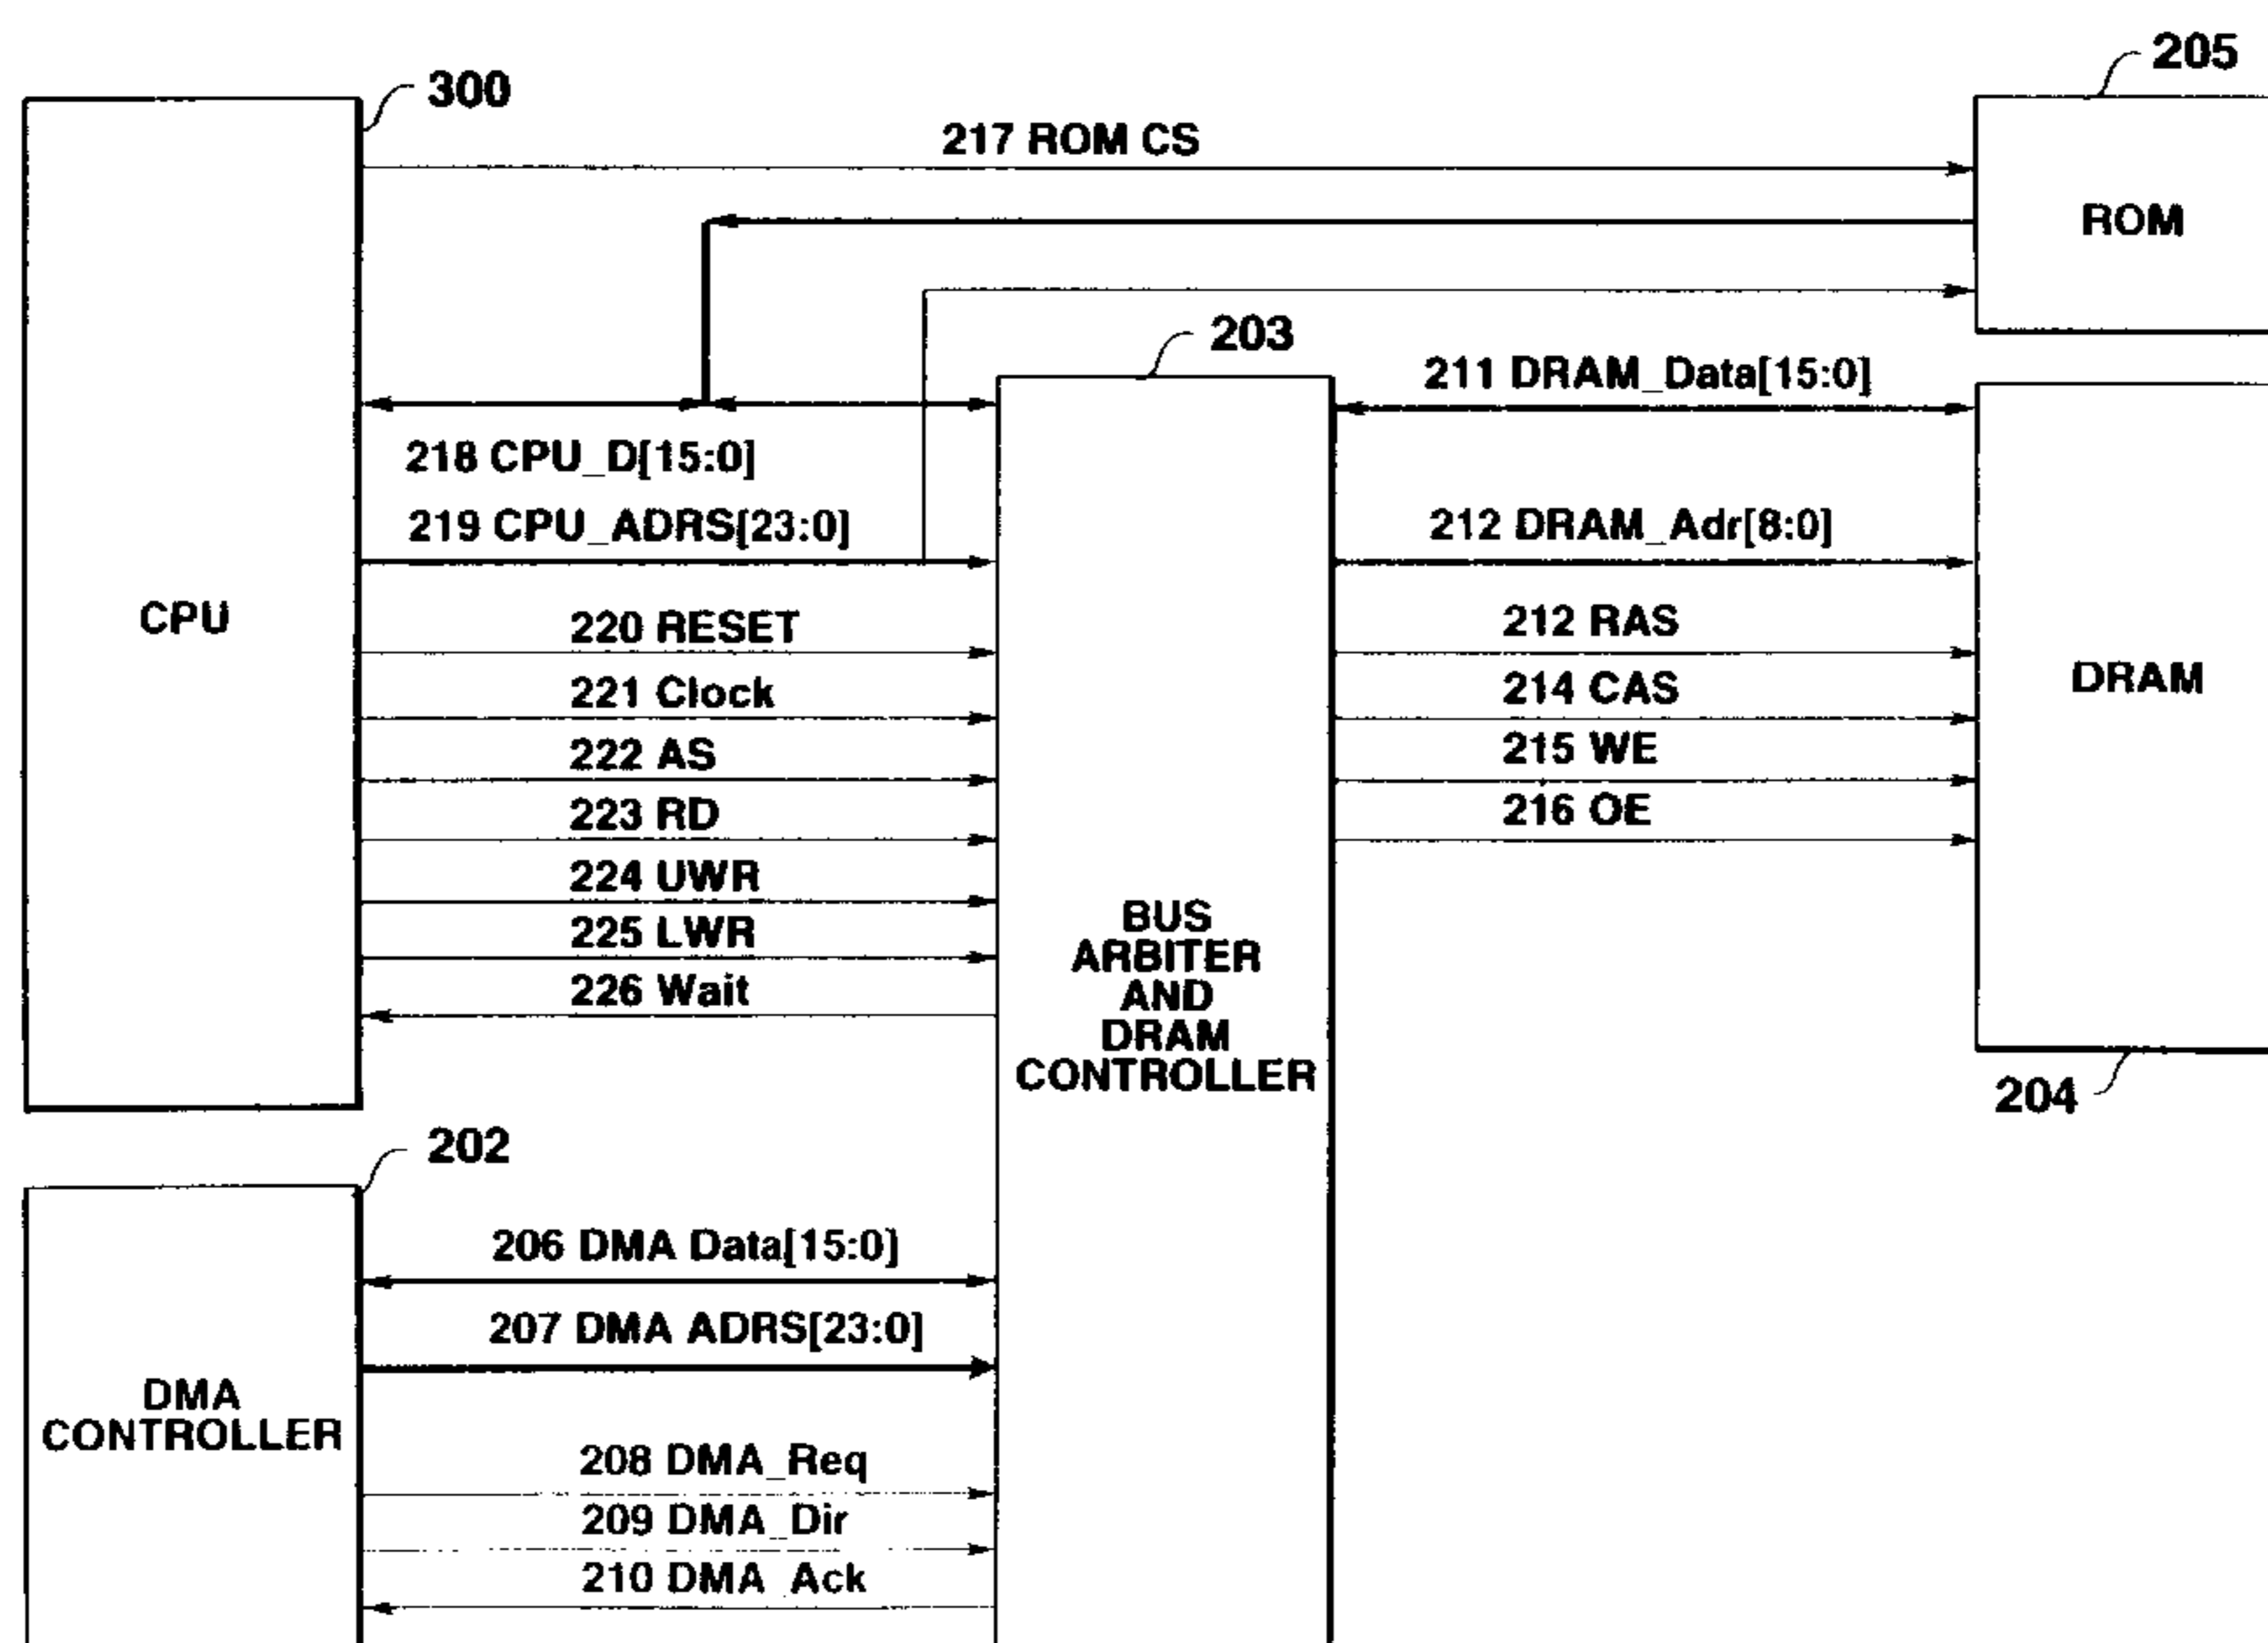 205
300
217 ROM CS
ROM
203
211 DRAM_Data[15:0]
218 CPU_D[15:0]
219 CPU_ADRS[23:0]
212 DRAM_Adr[8:0]
CPU
220 RESET
212 RAS
221 Clock
214 CAS
DRAM
222 AS
215 WE
223 RD
216 OE
224 UWR
225 LWR
226 Wait
BUS
ARBITER
AND
DRAM
CONTROLLER
204
202
206 DMA Data[15:0]
207 DMA ADRS[23:0]
DMA
CONTROLLER
208 DMA_Req
209 DMA_Dir
210 DMA_Ack